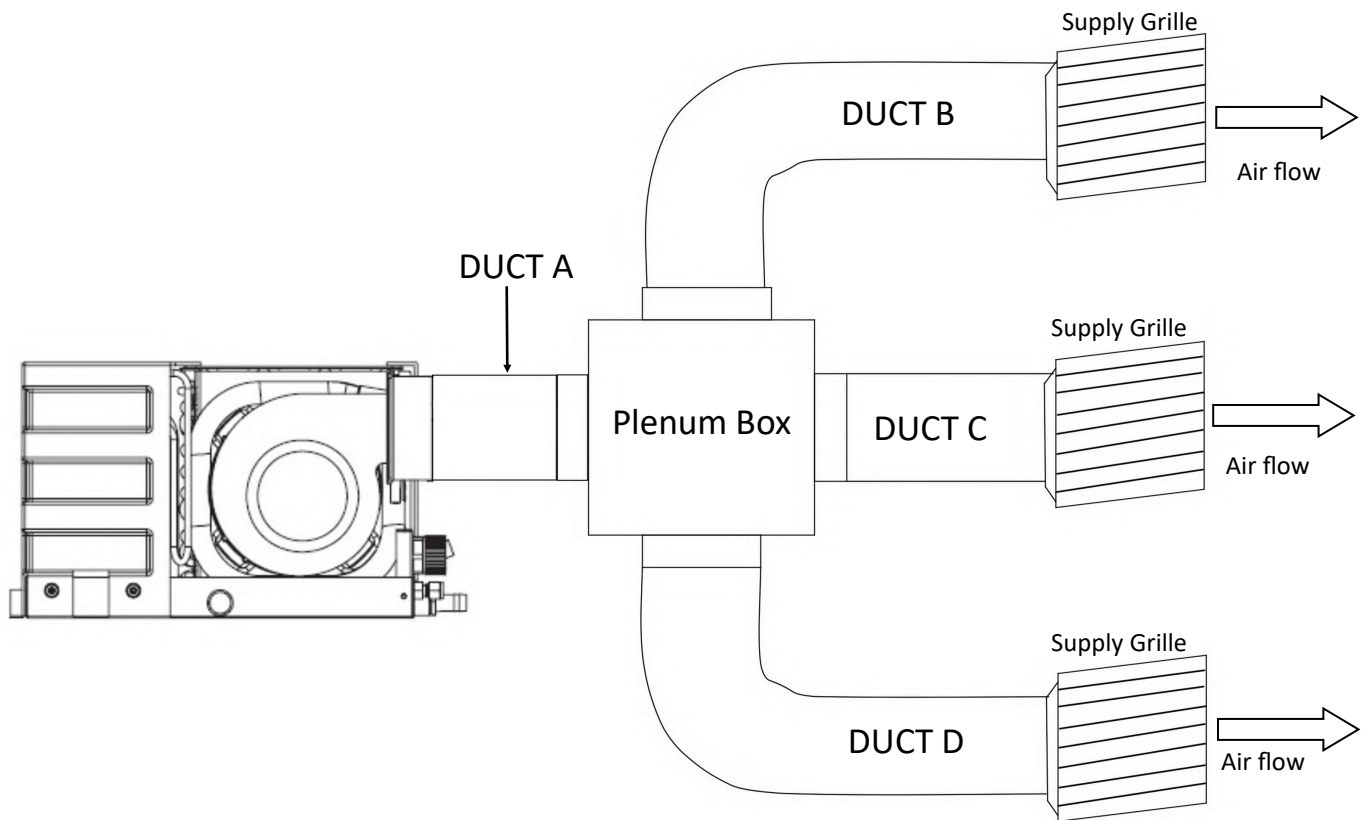 Supply Grille
DUCT B
Air flow
DUCT A
Supply Grille
Plenum Box
DUCT C
Air flow
Supply Grille
DUCT D
Air flow